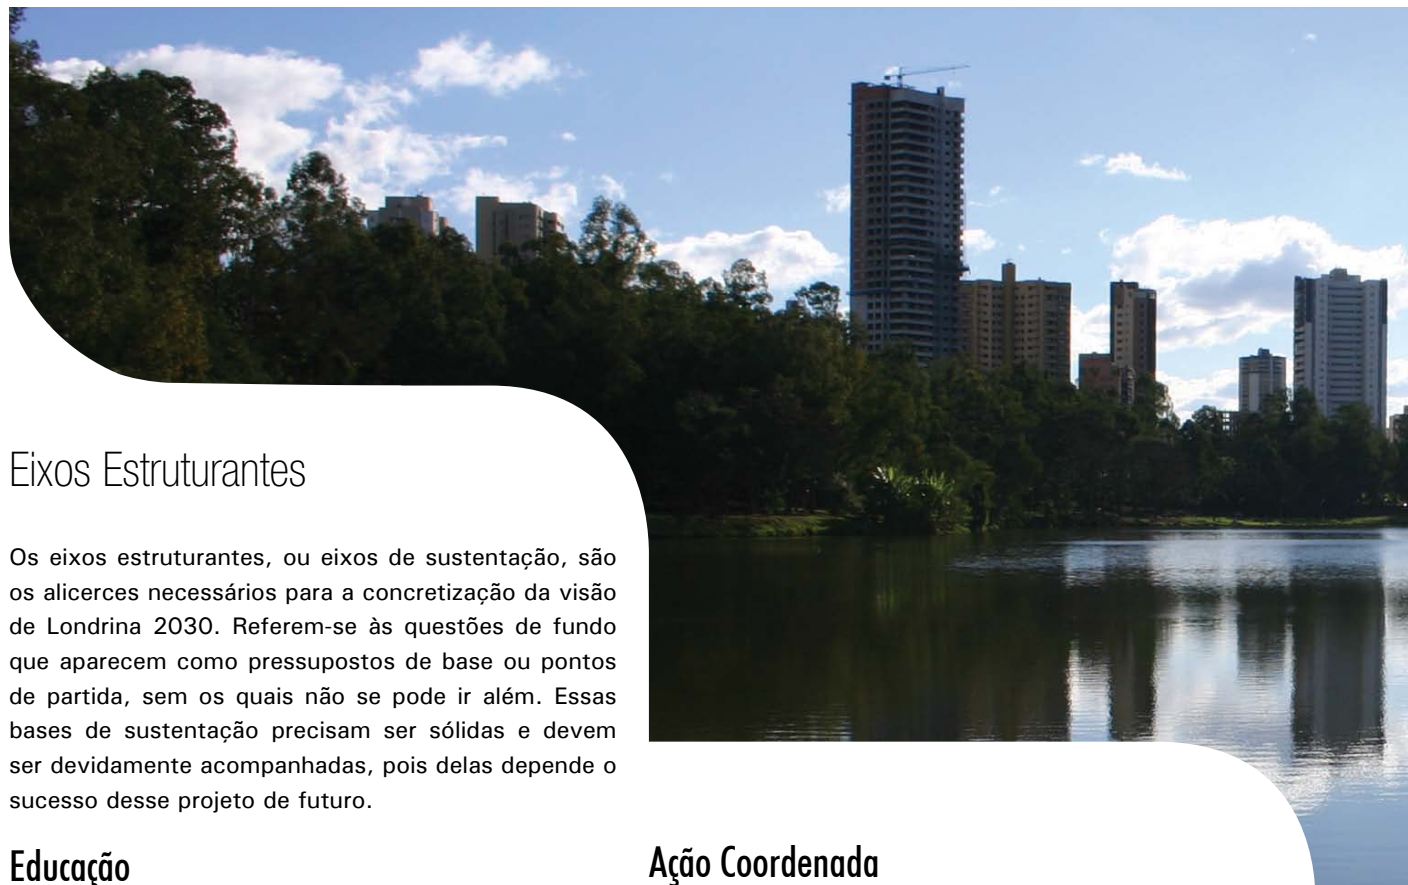 Eixos Estruturantes
Os eixos estruturantes, ou eixos de sustentação, são
os alicerces necessários para a concretização da visão
de Londrina 2030. Referem-se às questões de fundo
que aparecem como pressupostos de base ou pontos
de partida, sem os quais não se pode ir além. Essas
bases de sustentação precisam ser sólidas e devem
ser devidamente acompanhadas, pois delas depende o
sucesso desse projeto de futuro.
Educação
Ação Coordenada